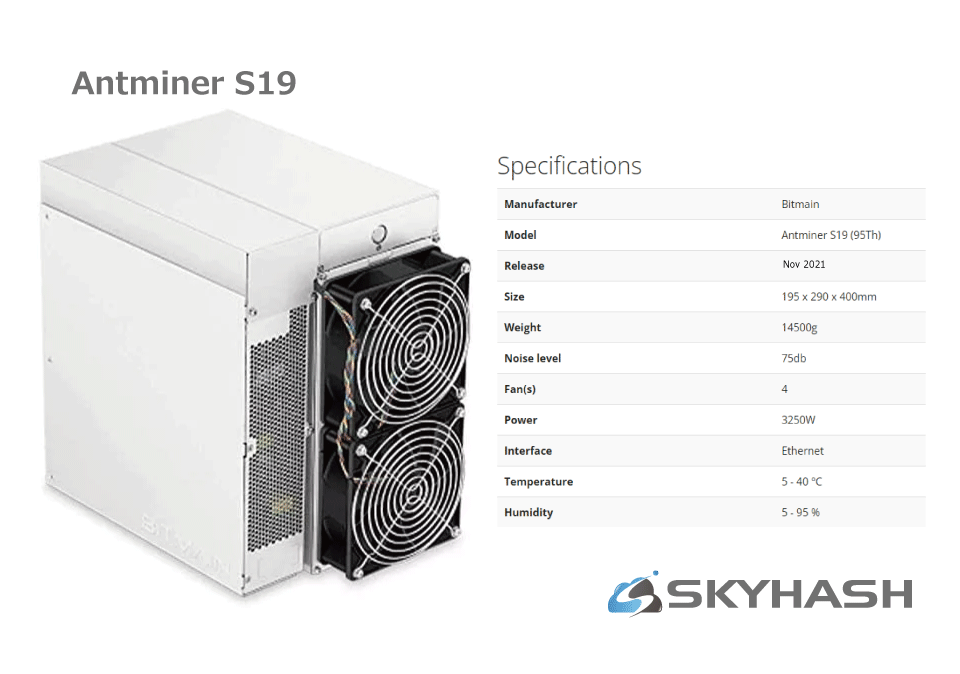 Antminer S19
Specifications
Manufacturer Bitmain
Model Antminer S19 (95Th)
Release Nov 2021
Size 195 x 290 x 400mm
Weight 14500g
Noise level 75db
Fan(s) 4
Power 3250W
Interface Ethernet
Temperature 5 - 40 °C
Humidity 5 - 95 %
BITMAIN
SKYHASH